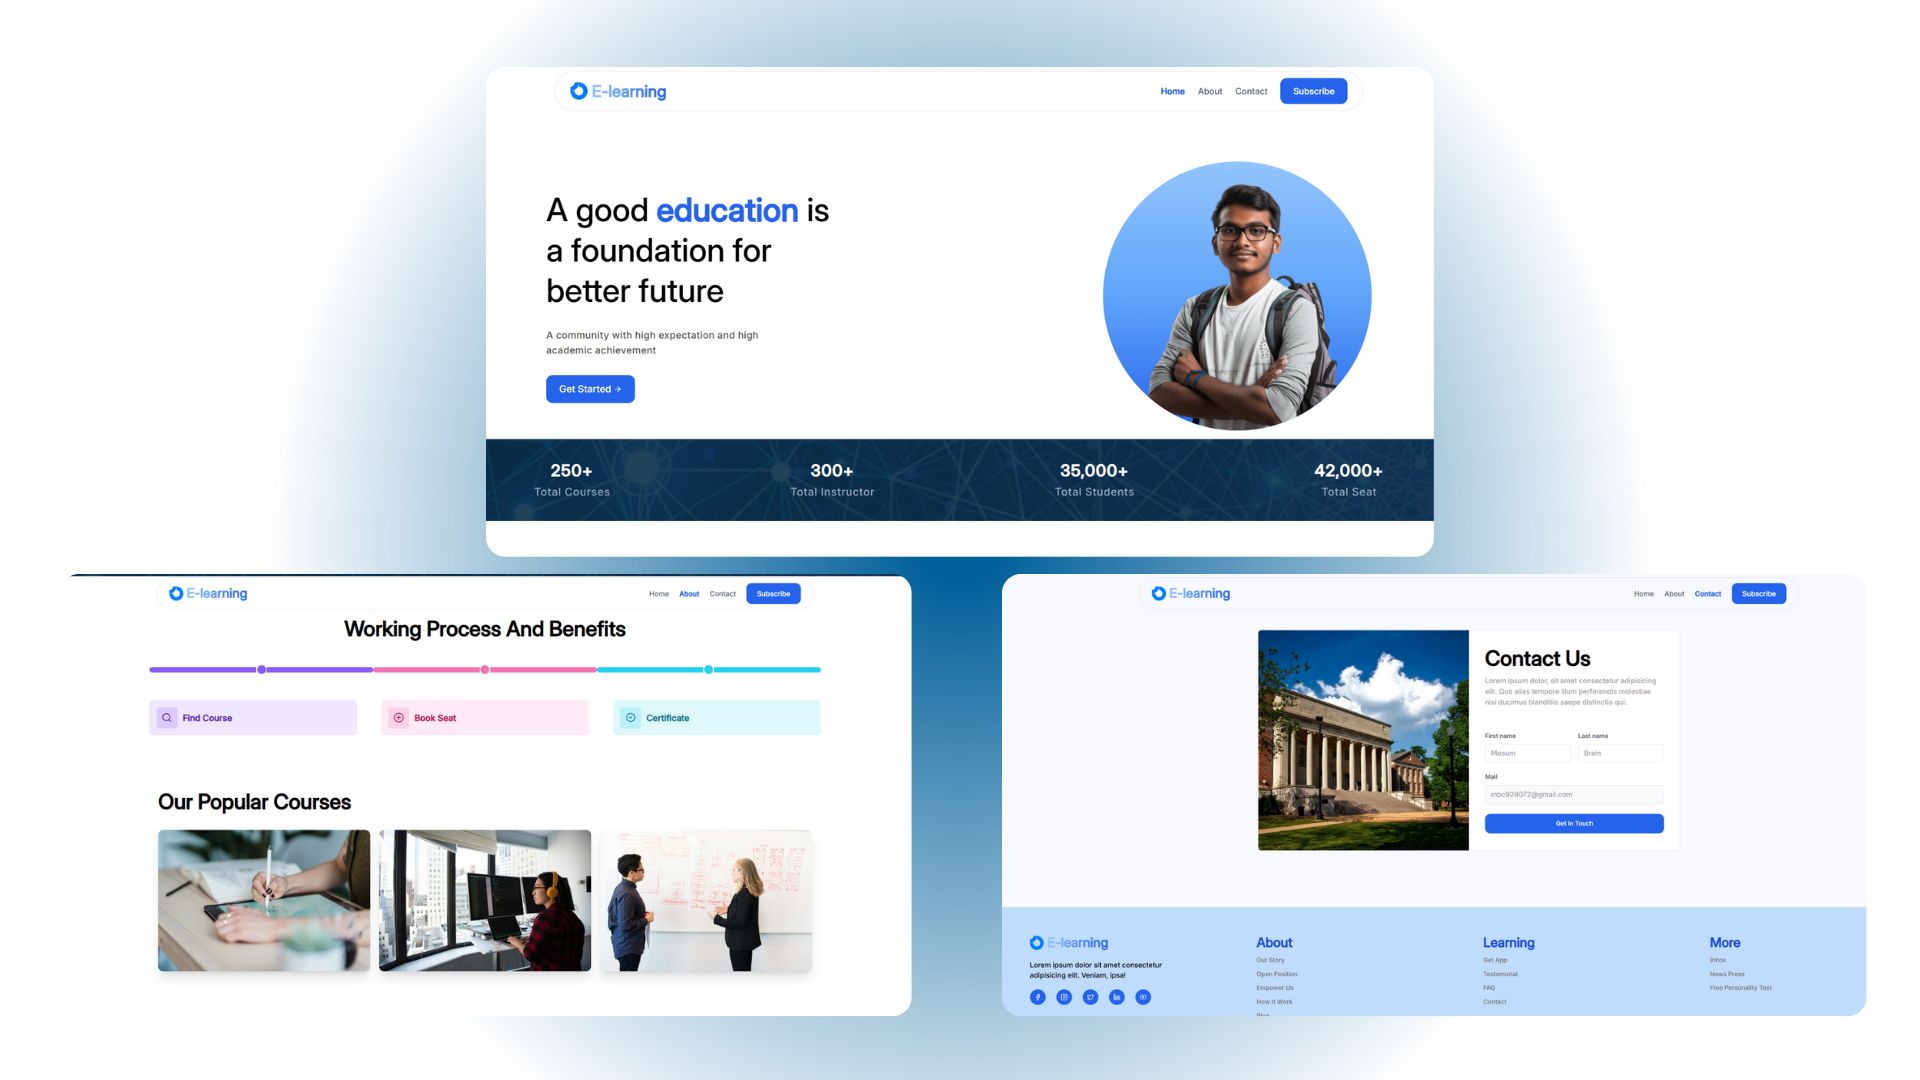 E-learning
Home About Contact Subscribe
A good education is
a foundation for
better future
A community with high expectation and high
academic achievement
Get Started →
250+ 300+ 35,000+ 42,000+
Total Courses Total Instructor Total Students Total Seat
E-learning
Home About Contact Subscribe
Working Process And Benefits
Find Course Book Seat Certificate
Our Popular Courses
E-learning
Home About Contact Subscribe
Contact Us
Lorem ipsum dolor, sit amet consectetur adipisicing
elit. Quo alias tempore illum perferendis molestiae
nisi ducimus blanditiis saepe distinctio qui.
First name Last name
Mesum Brain
Mail
mbc929072@gmail.com
Get In Touch
E-learning
Lorem ipsum dolor sit amet consectetur
adipisicing elit. Veniam, ipsa!
About
Our Story
Open Position
Empower Us
How It Work
Blog
Learning
Get App
Testemorial
FAQ
Contact
More
Inbox
News Press
Free Personality Test